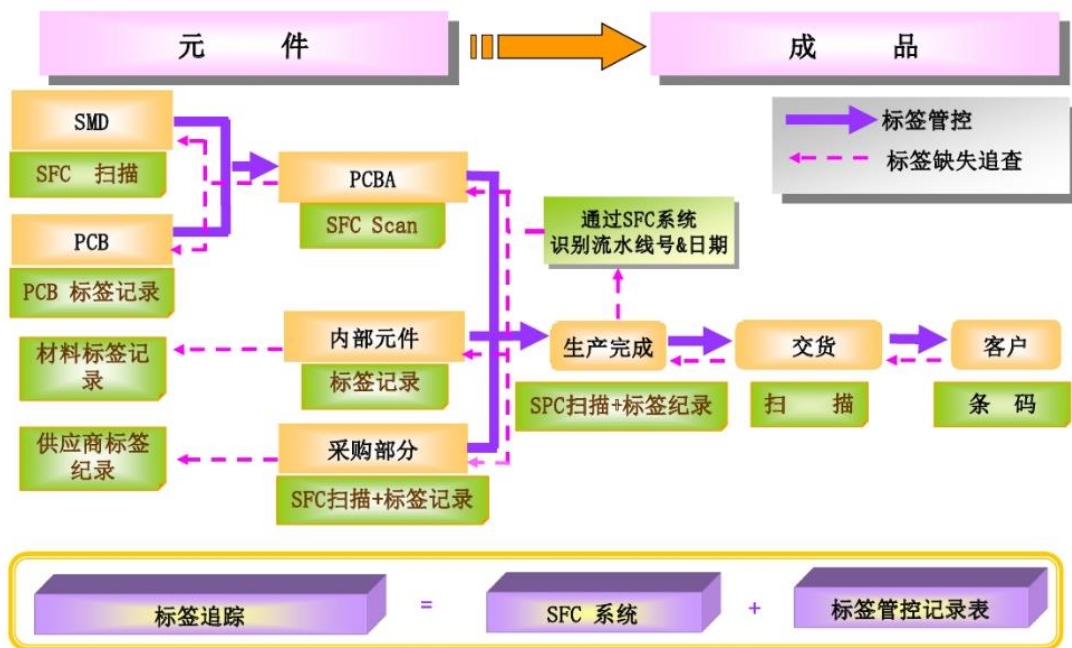 元 件
成 品
SMD
SFC 扫描
PCB
PCB 标签记录
材料标签记
录
供应商标签
纪录
PCBA
SFC Scan
内部元件
标签记录
采购部分
SFC扫描+标签记录
标签管控
标签缺失追查
通过SFC系统
识别流水线号&日期
生产完成
SPC扫描+标签纪录
交货
扫 描
客户
条 码
标签追踪 = SFC 系统 + 标签管控记录表